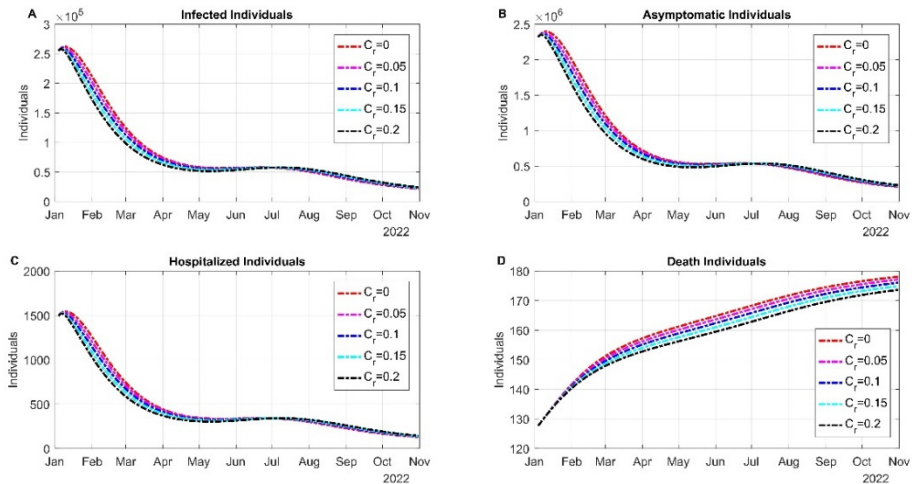 A
Infected Individuals
×10⁵
3
2.5
2
1.5
1
0.5
0
Individuals
Jan Feb Mar Apr May Jun Jul Aug Sep Oct Nov
2022
C_r=0
C_r=0.05
C_r=0.1
C_r=0.15
C_r=0.2
B
Asymptomatic Individuals
×10⁶
2.5
2
1.5
1
0.5
0
Individuals
Jan Feb Mar Apr May Jun Jul Aug Sep Oct Nov
2022
C_r=0
C_r=0.05
C_r=0.1
C_r=0.15
C_r=0.2
C
Hospitalized Individuals
2000
1500
1000
500
0
Individuals
Jan Feb Mar Apr May Jun Jul Aug Sep Oct Nov
2022
C_r=0
C_r=0.05
C_r=0.1
C_r=0.15
C_r=0.2
D
Death Individuals
180
170
160
150
140
130
120
Individuals
Jan Feb Mar Apr May Jun Jul Aug Sep Oct Nov
2022
C_r=0
C_r=0.05
C_r=0.1
C_r=0.15
C_r=0.2